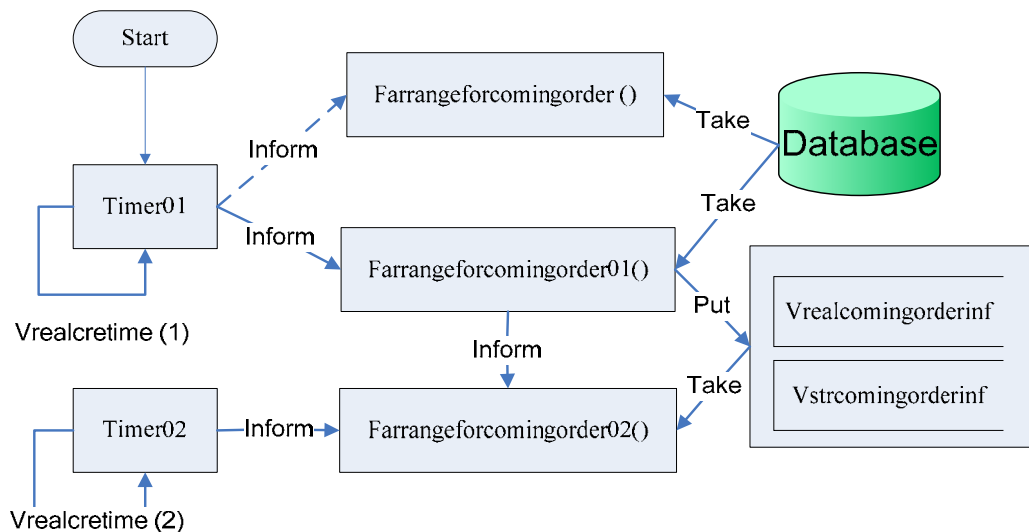 Start
Farrangeforcomingorder ()
Take
Database
Inform
Timer01
Take
Inform
Farrangeforcomingorder01()
Put
Vrealcomingorderinf
Vrealcretime (1)
Inform
Take
Vstrcomingorderinf
Timer02
Inform
Farrangeforcomingorder02()
Vrealcretime (2)